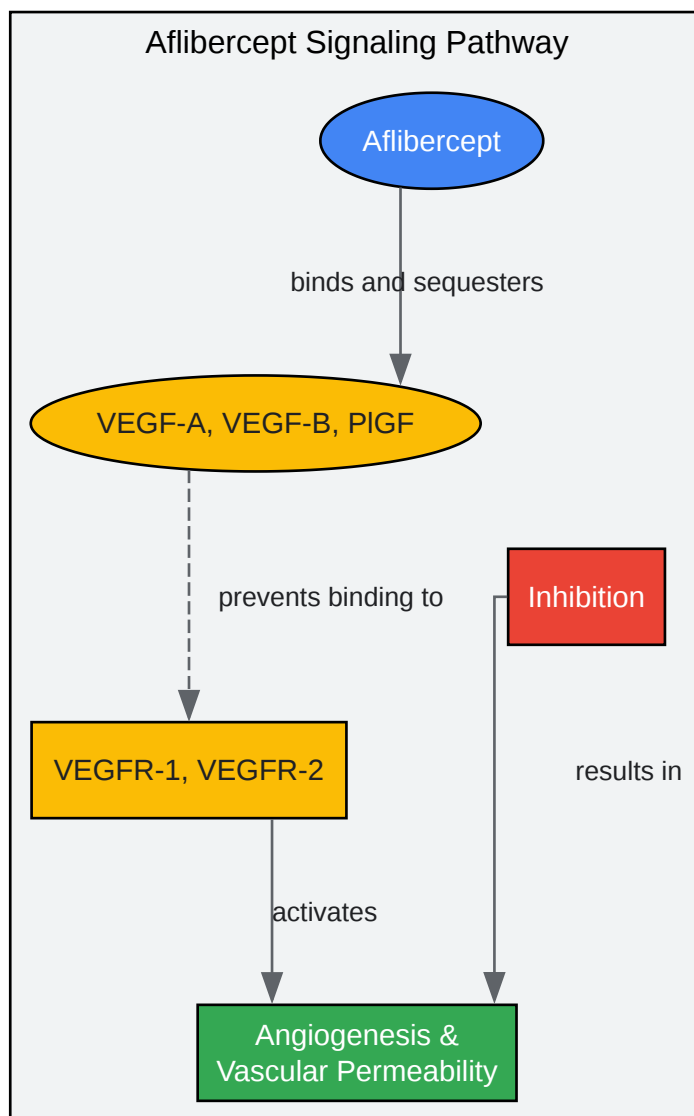 Aflibercept Signaling Pathway
Aflibercept
binds and sequesters
VEGF-A, VEGF-B, PlGF
prevents binding to
Inhibition
VEGFR-1, VEGFR-2
results in
activates
Angiogenesis &
Vascular Permeability